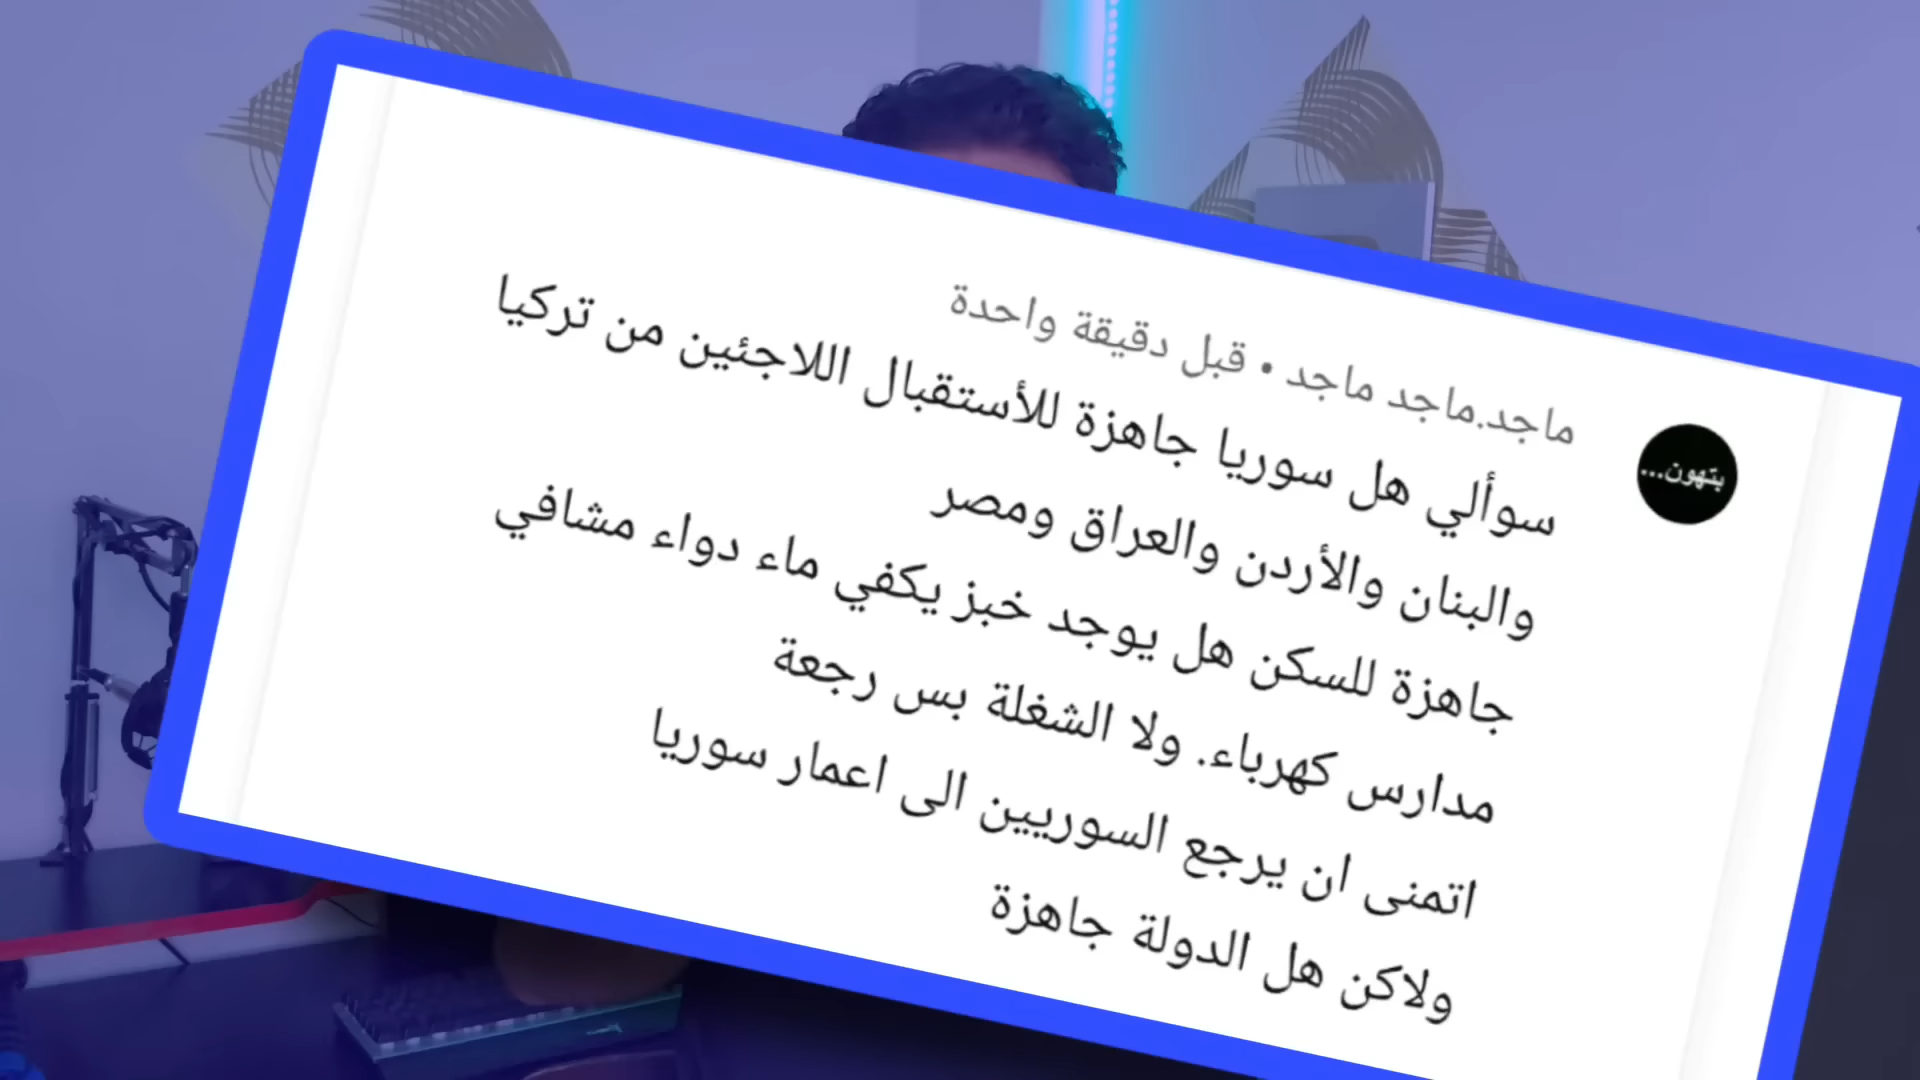 ماجد.ماجد ماجد • قبل دقيقة واحدة
بتهون...
سوألي هل سوريا جاهزة للأستقبال اللاجئين من تركيا
والبنان والأردن والعراق ومصر
جاهزة للسكن هل يوجد خبز يكفي ماء دواء مشافي
مدارس كهرباء. ولا الشغلة بس رجعة
اتمنى ان يرجع السوريين الى اعمار سوريا
ولاكن هل الدولة جاهزة